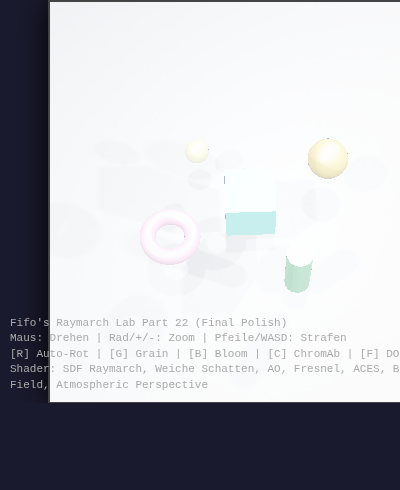 Fifo's Raymarch Lab Part 22 (Final Polish)
Maus: Drehen | Rad/+/-: Zoom | Pfeile/WASD: Strafen
[R] Auto-Rot | [G] Grain | [B] Bloom | [C] ChromAb | [F] DO
Shader: SDF Raymarch, Weiche Schatten, AO, Fresnel, ACES, B
Field, Atmospheric Perspective